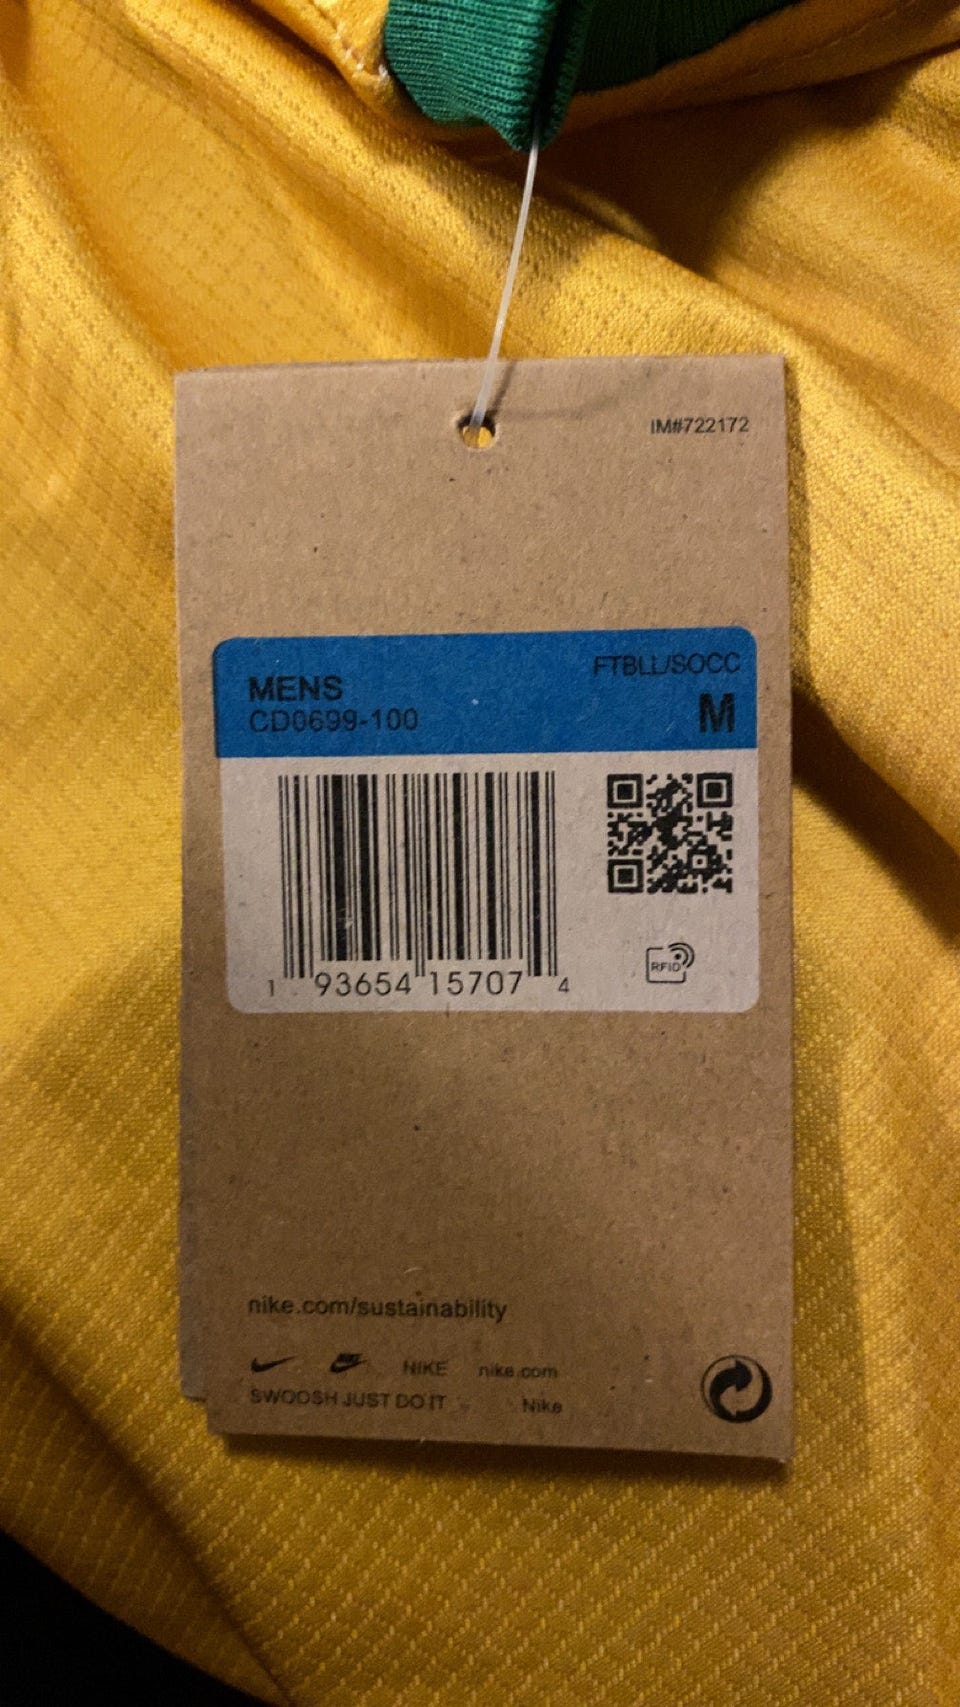 IM#722172
FTBLL/SOCC
MENS
CD0699-100
M
1 93654 15707 4
RFID
nike.com/sustainability
NIKE nike.com
SWOOSH JUST DO IT Nike